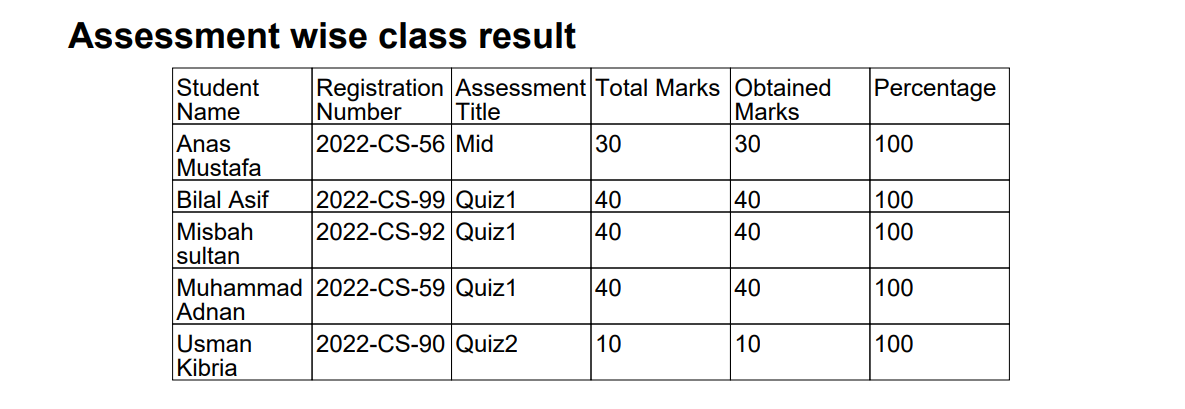 Assessment wise class result
Student Name Registration Number Assessment Title Total Marks Obtained Marks Percentage
Anas Mustafa 2022-CS-56 Mid 30 30 100
Bilal Asif 2022-CS-99 Quiz1 40 40 100
Misbah sultan 2022-CS-92 Quiz1 40 40 100
Muhammad Adnan 2022-CS-59 Quiz1 40 40 100
Usman Kibria 2022-CS-90 Quiz2 10 10 100